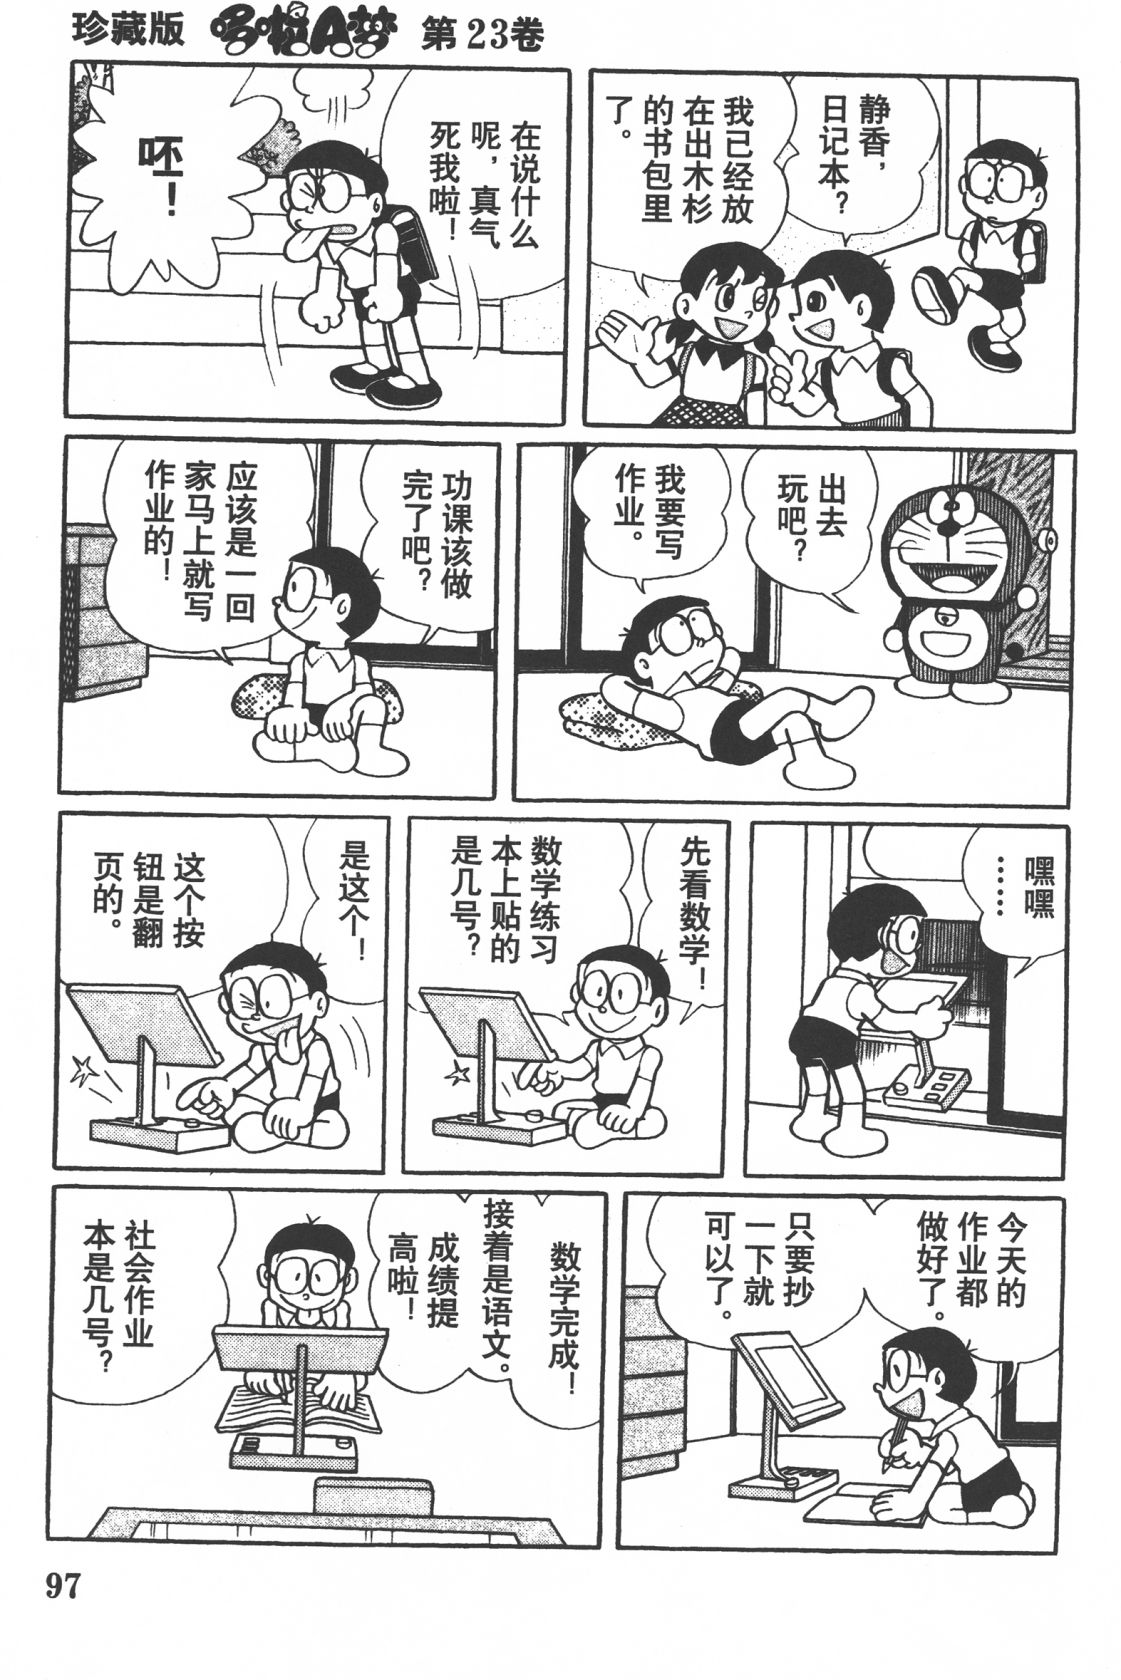 珍藏版 哆啦A梦 第23卷
静香，
日记本？
我已经放
在出木杉
的书包里
了。
在说什么
呢，真气
死我啦！
呸！
出去
玩吧？
我要写
作业。
功课该做
完了吧？
应该是一回
家马上就写
作业的！
嘿嘿
……
先看数学！
数学练习
本上贴的
是几号？
是这个！
这个按
钮是翻
页的。
今天的
作业都
做好了。
只要抄
一下就
可以了。
数学完成！
接着是语文。
成绩提
高啦！
社会作业
本是几号？
97